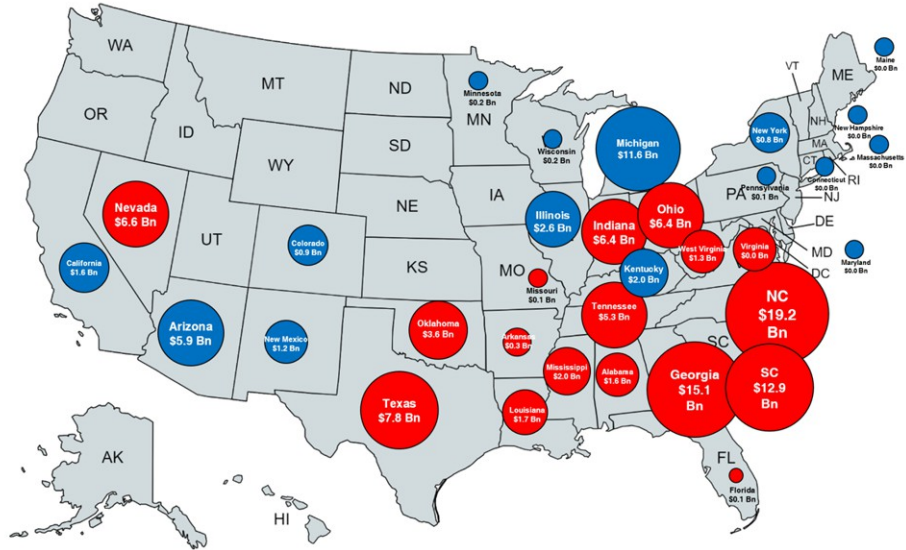 WA
MT
ND
OR
ID
WY
SD
NE
IA
UT
KS
MO
MN
VT
ME
NH
MA
CT
RI
PA
NJ
DE
MD
DC
SC
FL
AK
HI
Maine
$0.0 Bn
Minnesota
$0.2 Bn
Wisconsin
$0.2 Bn
Michigan
$11.6 Bn
New York
$0.8 Bn
New Hampshire
$0.0 Bn
Massachusetts
$0.0 Bn
Connecticut
$0.0 Bn
Pennsylvania
$0.1 Bn
Nevada
$6.6 Bn
Illinois
$2.6 Bn
Indiana
$6.4 Bn
Ohio
$6.4 Bn
Colorado
$0.9 Bn
West Virginia
$1.3 Bn
Virginia
$0.0 Bn
Maryland
$0.0 Bn
California
$1.6 Bn
Kentucky
$2.0 Bn
Missouri
$0.1 Bn
Arizona
$5.9 Bn
New Mexico
$1.2 Bn
Oklahoma
$3.6 Bn
Arkansas
$0.3 Bn
Tennessee
$5.3 Bn
NC
$19.2
Bn
Mississippi
$2.0 Bn
Alabama
$1.6 Bn
Georgia
$15.1
Bn
SC
$12.9
Bn
Texas
$7.8 Bn
Louisiana
$1.7 Bn
Florida
$0.1 Bn